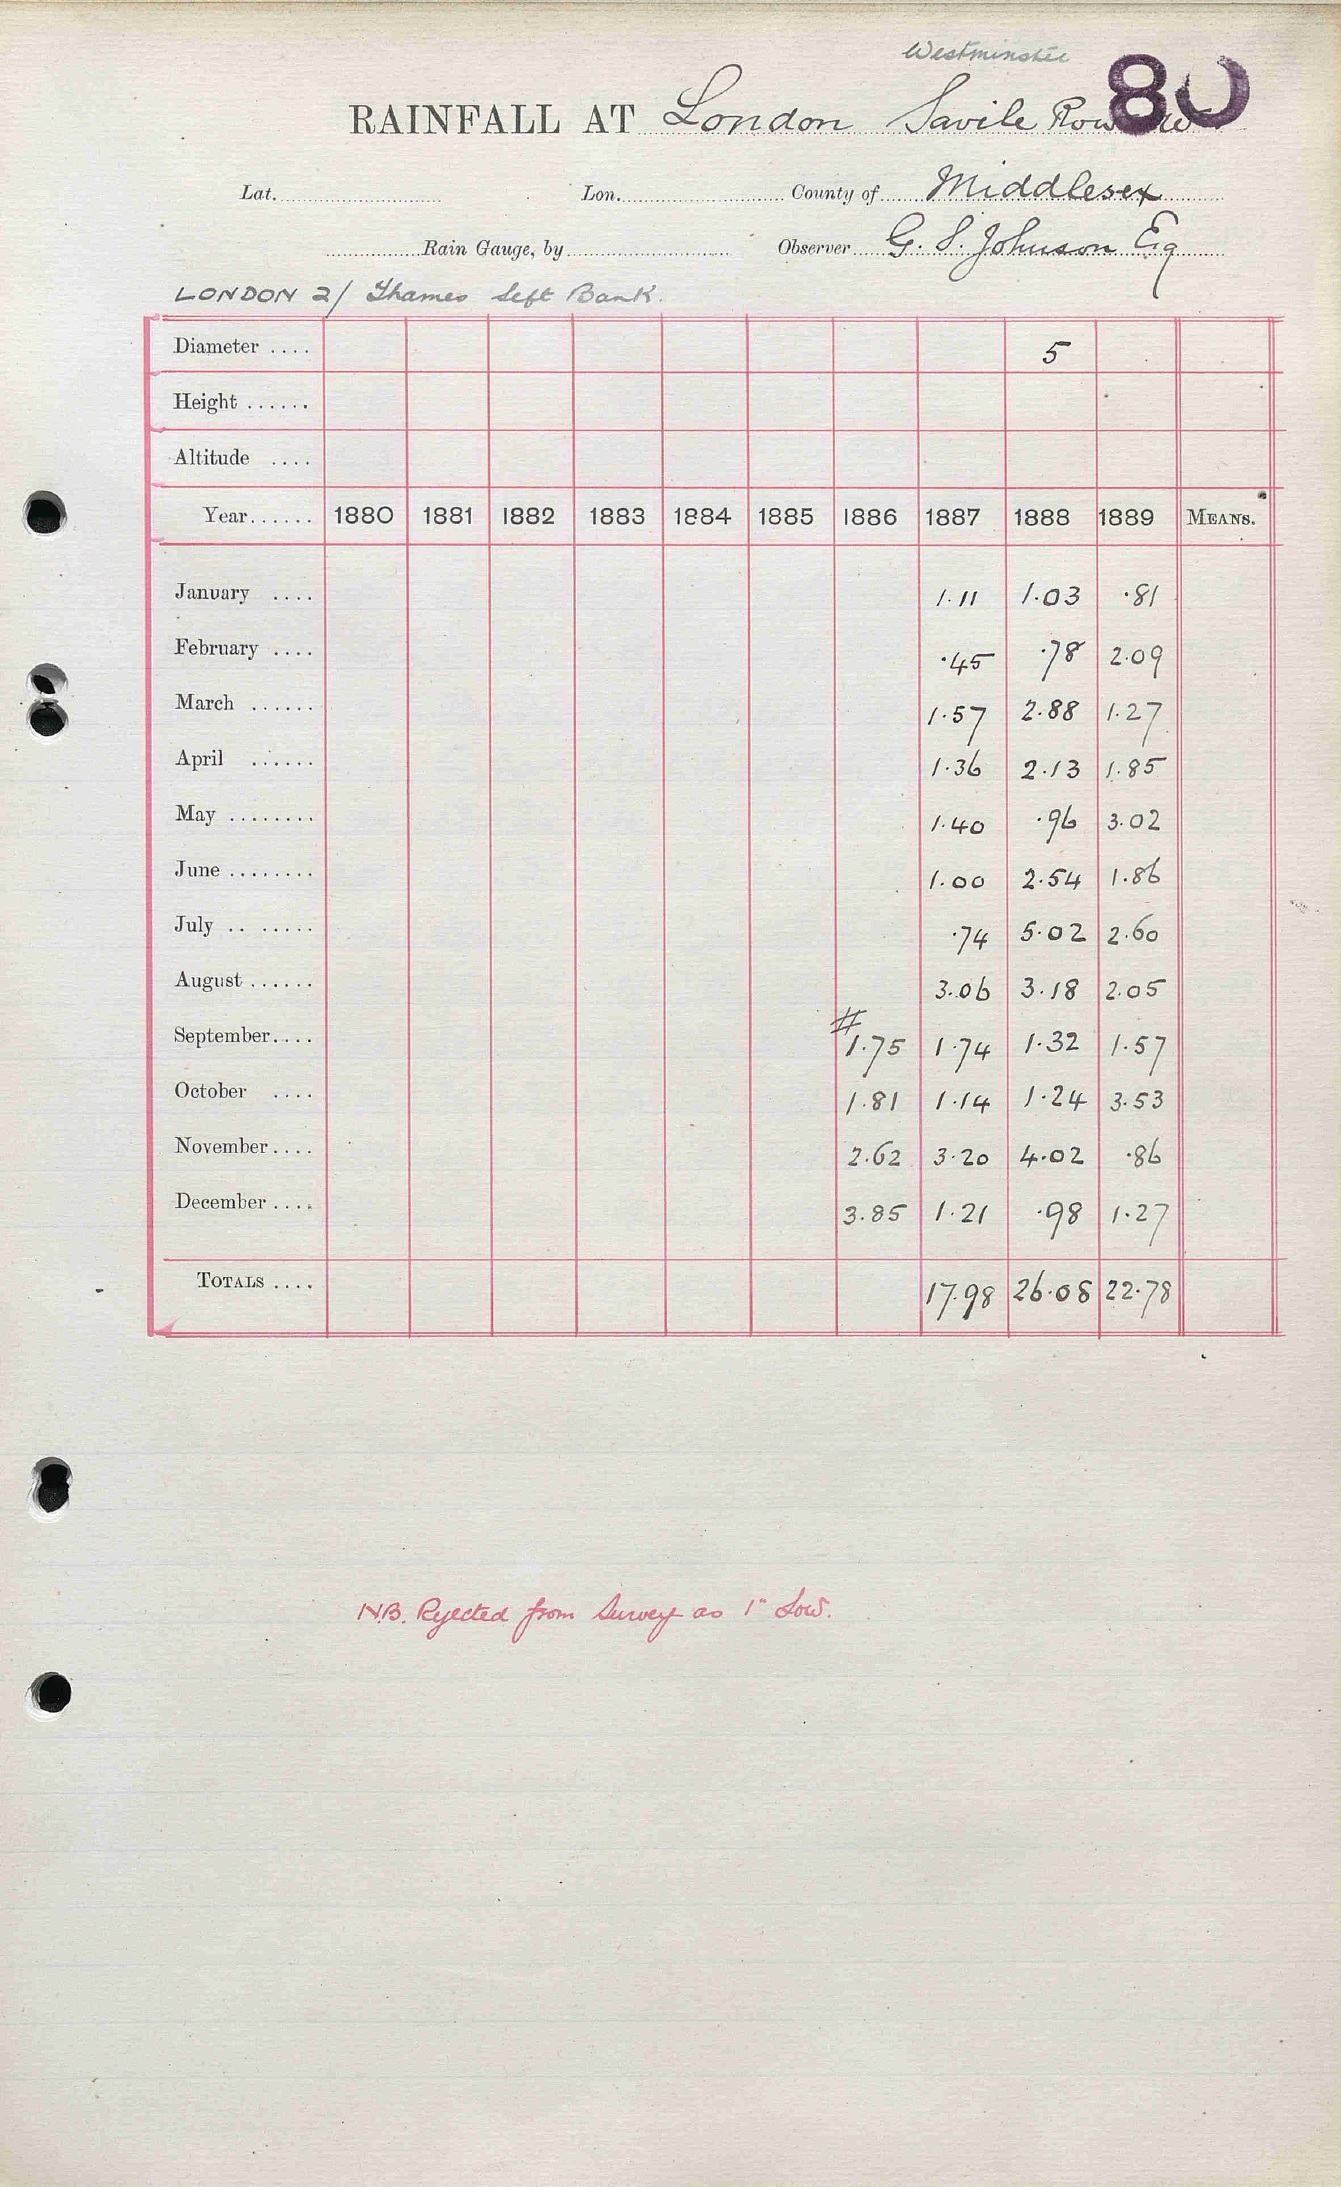 Westminster
80
RAINFALL AT London Savile Row W
Lat. Lon. County of Middlesex
Rain Gauge, by Observer G. S. Johnson Esq
LONDON 2/ Thames Left Bank.
Diameter .... 5
Height ......
Altitude ....
Year...... 1880 1881 1882 1883 1884 1885 1886 1887 1888 1889 MEANS.
January .... 1.11 1.03 .81
February .... .45 .78 2.09
March ...... 1.57 2.88 1.27
April ...... 1.36 2.13 1.85
May ........ 1.40 .96 3.02
June ........ 1.00 2.54 1.86
July .. ..... .74 5.02 2.60
August ...... 3.06 3.18 2.05
September.... # 1.75 1.74 1.32 1.57
October .... 1.81 1.14 1.24 3.53
November.... 2.62 3.20 4.02 .86
December.... 3.85 1.21 .98 1.27
TOTALS .... 17.98 26.08 22.78
N.B. Rejected from Survey as 1" Low.